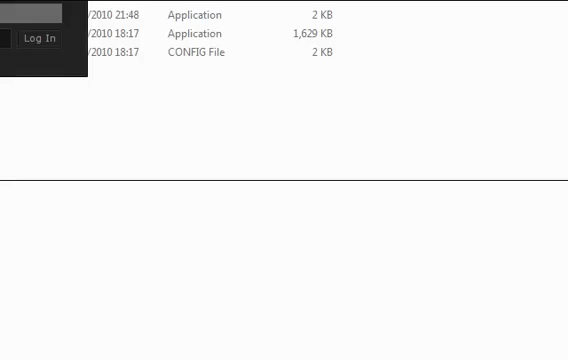 /2010 21:48 Application 2 KB
/2010 18:17 Application 1,629 KB
Log In
/2010 18:17 CONFIG File 2 KB